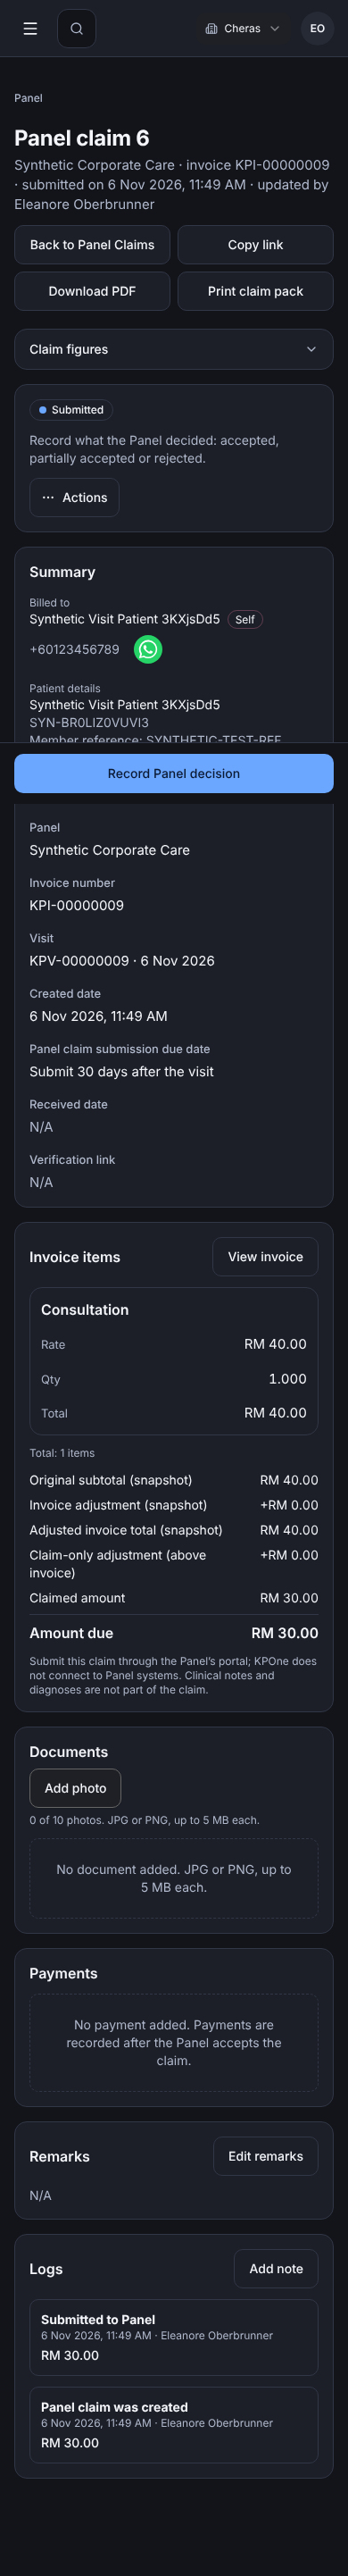 Cheras
EO
Panel
Panel claim 6
Synthetic Corporate Care · invoice KPI-00000009
· submitted on 6 Nov 2026, 11:49 AM · updated by
Eleanore Oberbrunner
Back to Panel Claims
Copy link
Download PDF
Print claim pack
Claim figures
Submitted
Record what the Panel decided: accepted,
partially accepted or rejected.
Actions
Summary
Billed to
Synthetic Visit Patient 3KXjsDd5 Self
+60123456789
Patient details
Synthetic Visit Patient 3KXjsDd5
SYN-BR0LIZ0VUVI3
Member reference: SYNTHETIC-TEST-REF
Record Panel decision
Panel
Synthetic Corporate Care
Invoice number
KPI-00000009
Visit
KPV-00000009 · 6 Nov 2026
Created date
6 Nov 2026, 11:49 AM
Panel claim submission due date
Submit 30 days after the visit
Received date
N/A
Verification link
N/A
Invoice items
View invoice
Consultation
Rate RM 40.00
Qty 1.000
Total RM 40.00
Total: 1 items
Original subtotal (snapshot) RM 40.00
Invoice adjustment (snapshot) +RM 0.00
Adjusted invoice total (snapshot) RM 40.00
Claim-only adjustment (above +RM 0.00
invoice)
Claimed amount RM 30.00
Amount due RM 30.00
Submit this claim through the Panel's portal; KPOne does
not connect to Panel systems. Clinical notes and
diagnoses are not part of the claim.
Documents
Add photo
0 of 10 photos. JPG or PNG, up to 5 MB each.
No document added. JPG or PNG, up to
5 MB each.
Payments
No payment added. Payments are
recorded after the Panel accepts the
claim.
Remarks
Edit remarks
N/A
Logs
Add note
Submitted to Panel
6 Nov 2026, 11:49 AM · Eleanore Oberbrunner
RM 30.00
Panel claim was created
6 Nov 2026, 11:49 AM · Eleanore Oberbrunner
RM 30.00